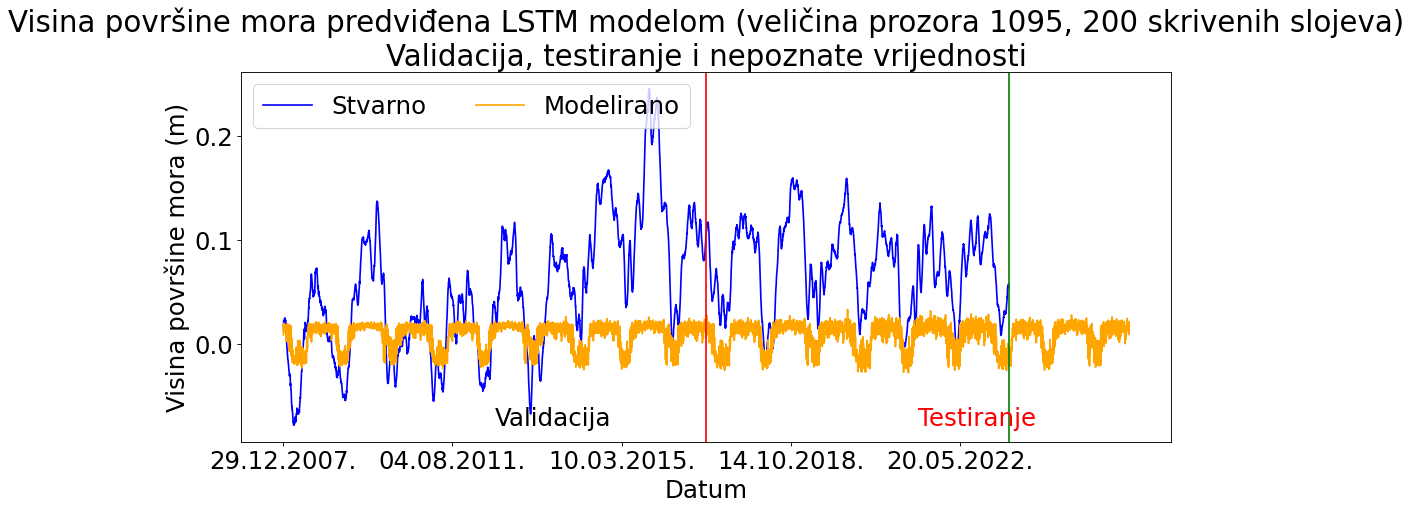 Visina površine mora predviđena LSTM modelom (veličina prozora 1095, 200 skrivenih slojeva)
Validacija, testiranje i nepoznate vrijednosti
Stvarno Modelirano
Visina površine mora (m)
0.2
0.1
0.0
Validacija Testiranje
29.12.2007. 04.08.2011. 10.03.2015. 14.10.2018. 20.05.2022.
Datum